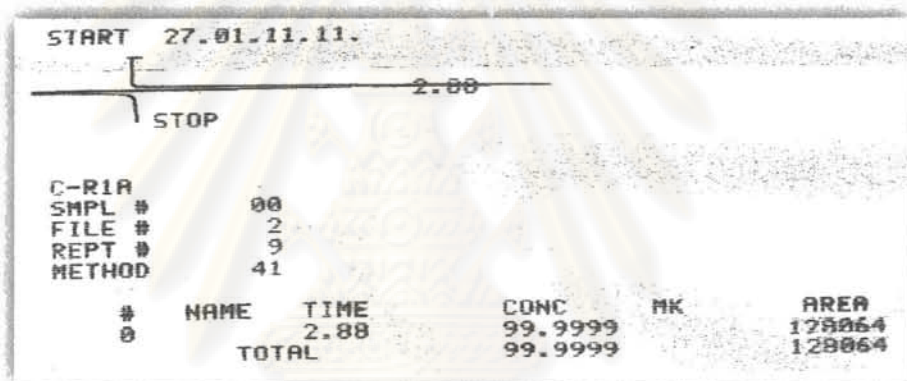 START 27.01.11.11.
2.88
STOP
C-R1A
SMPL # 00
FILE # 2
REPT # 9
METHOD 41
# NAME TIME CONC MK AREA
0 2.88 99.9999 128064
TOTAL 99.9999 128064